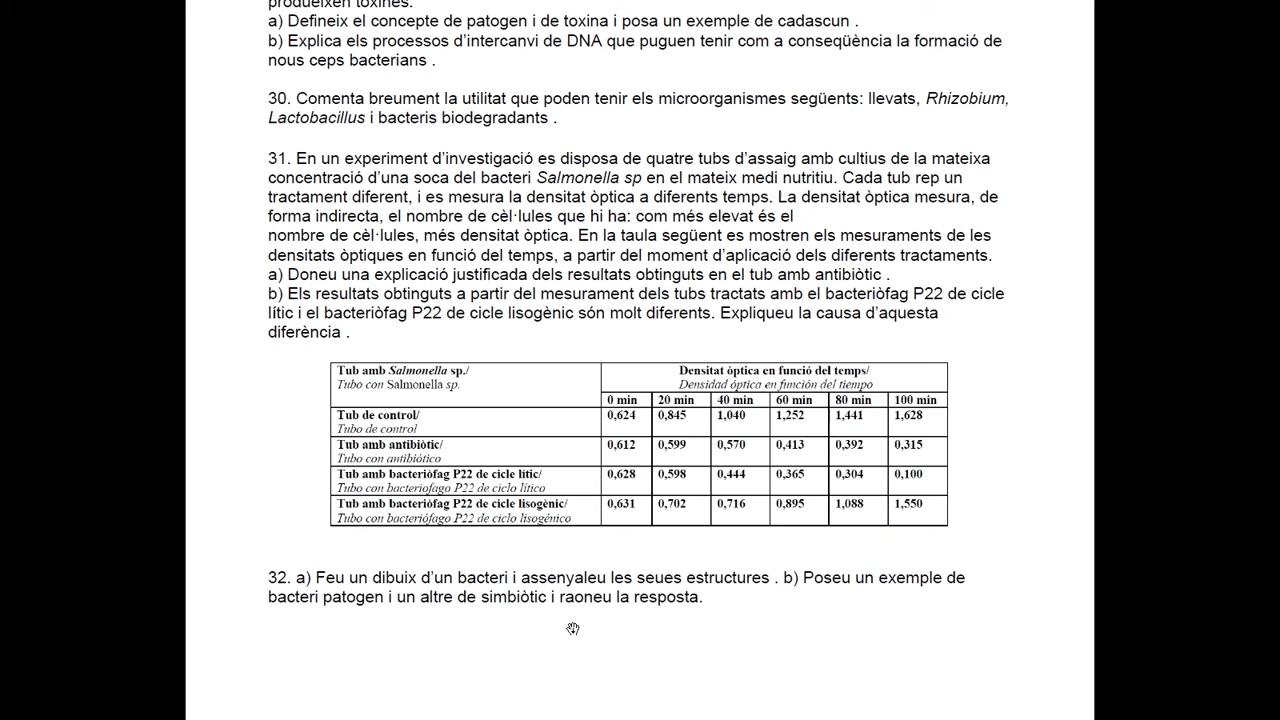 produeixen toxines.
a) Defineix el concepte de patogen i de toxina i posa un exemple de cadascun .
b) Explica els processos d'intercanvi de DNA que puguen tenir com a conseqüència la formació de
nous ceps bacterians .
30. Comenta breument la utilitat que poden tenir els microorganismes següents: llevats, Rhizobium,
Lactobacillus i bacteris biodegradants .
31. En un experiment d'investigació es disposa de quatre tubs d'assaig amb cultius de la mateixa
concentració d'una soca del bacteri Salmonella sp en el mateix medi nutritiu. Cada tub rep un
tractament diferent, i es mesura la densitat òptica a diferents temps. La densitat òptica mesura, de
forma indirecta, el nombre de cèl·lules que hi ha: com més elevat és el
nombre de cèl·lules, més densitat òptica. En la taula següent es mostren els mesuraments de les
densitats òptiques en funció del temps, a partir del moment d'aplicació dels diferents tractaments.
a) Doneu una explicació justificada dels resultats obtinguts en el tub amb antibiòtic .
b) Els resultats obtinguts a partir del mesurament dels tubs tractats amb el bacteriòfag P22 de cicle
lític i el bacteriòfag P22 de cicle lisogènic són molt diferents. Expliqueu la causa d'aquesta
diferència .
Tub amb Salmonella sp./ Densitat òptica en funció del temps/
Tubo con Salmonella sp. Densidad óptica en función del tiempo
0 min 20 min 40 min 60 min 80 min 100 min
Tub de control/ 0,624 0,845 1,040 1,252 1,441 1,628
Tubo de control
Tub amb antibiòtic/ 0,612 0,599 0,570 0,413 0,392 0,315
Tubo con antibiótico
Tub amb bacteriòfag P22 de cicle lític/ 0,628 0,598 0,444 0,365 0,304 0,100
Tubo con bacteriofago P22 de ciclo lítico
Tub amb bacteriòfag P22 de cicle lisogènic/ 0,631 0,702 0,716 0,895 1,088 1,550
Tubo con bacteriófago P22 de ciclo lisogénico
32. a) Feu un dibuix d'un bacteri i assenyaleu les seues estructures . b) Poseu un exemple de
bacteri patogen i un altre de simbiòtic i raoneu la resposta.